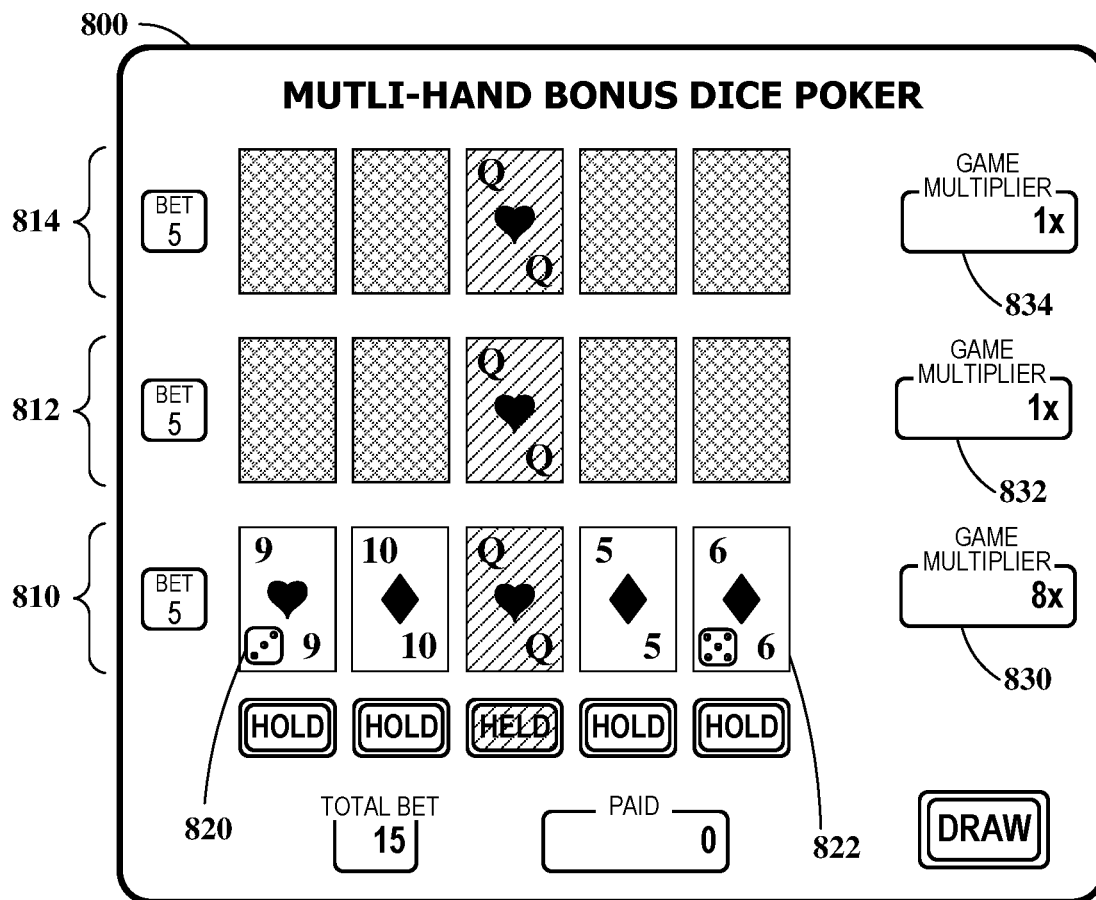 800
MUTLI-HAND BONUS DICE POKER
814
BET
5
Q
Q
GAME
MULTIPLIER
1x
834
812
BET
5
Q
Q
GAME
MULTIPLIER
1x
832
810
BET
5
9
9
10
10
Q
Q
5
5
6
6
GAME
MULTIPLIER
8x
830
HOLD HOLD HELD HOLD HOLD
820
TOTAL BET
15
PAID
0
822
DRAW